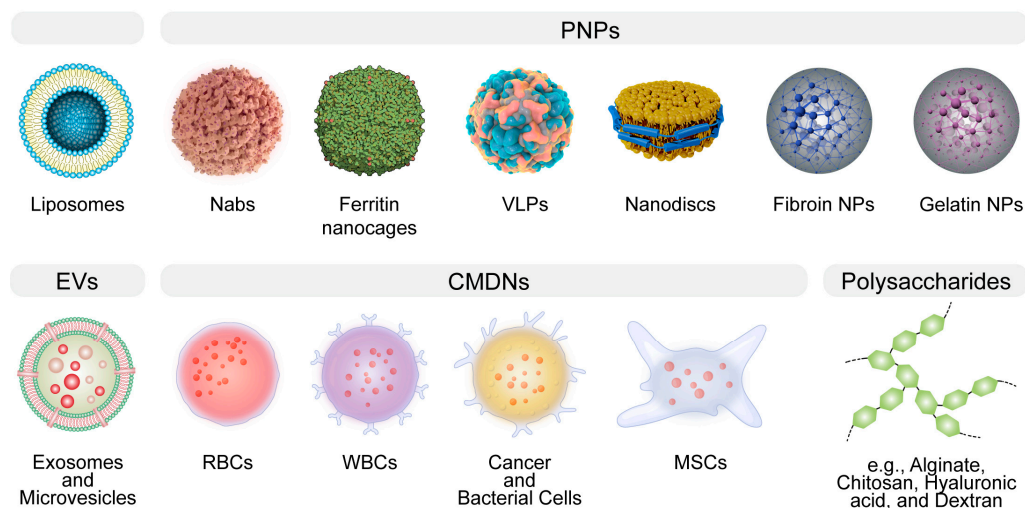 PNPs
Liposomes
Nabs
Ferritin
nanocages
VLPs
Nanodiscs
Fibroin NPs
Gelatin NPs
EVs
CMDNs
Polysaccharides
Exosomes
and
Microvesicles
RBCs
WBCs
Cancer
and
Bacterial Cells
MSCs
e.g., Alginate,
Chitosan, Hyaluronic
acid, and Dextran